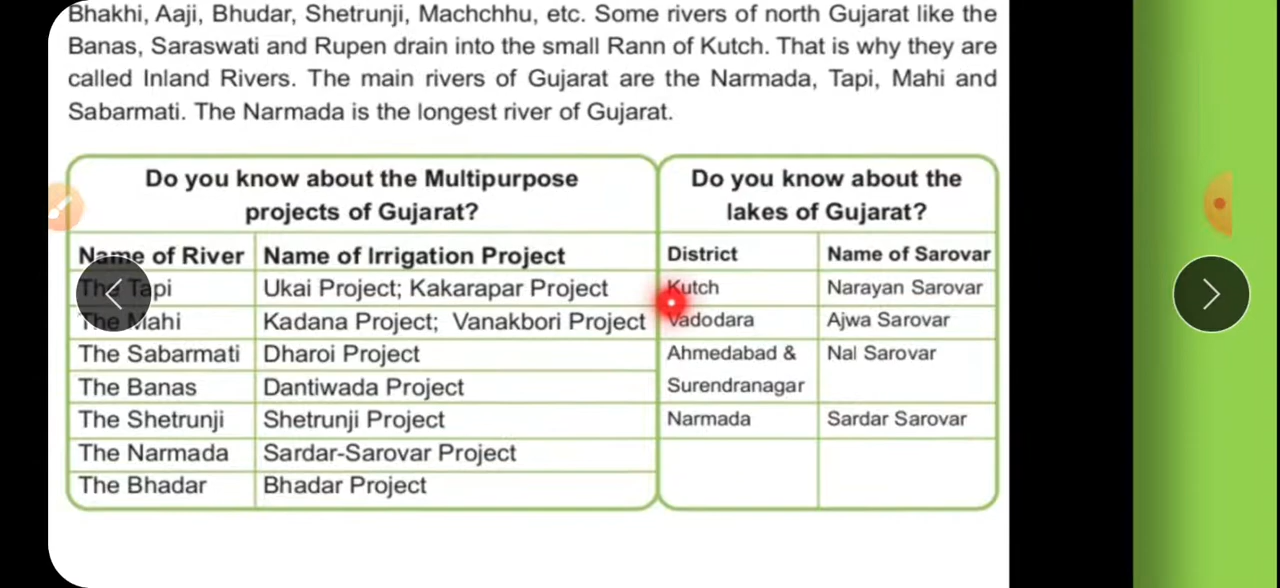 Bhakhi, Aaji, Bhudar, Shetrunji, Machchhu, etc. Some rivers of north Gujarat like the
Banas, Saraswati and Rupen drain into the small Rann of Kutch. That is why they are
called Inland Rivers. The main rivers of Gujarat are the Narmada, Tapi, Mahi and
Sabarmati. The Narmada is the longest river of Gujarat.
Do you know about the Multipurpose
projects of Gujarat?
Name of River Name of Irrigation Project
The Tapi Ukai Project; Kakarapar Project
The Mahi Kadana Project; Vanakbori Project
The Sabarmati Dharoi Project
The Banas Dantiwada Project
The Shetrunji Shetrunji Project
The Narmada Sardar-Sarovar Project
The Bhadar Bhadar Project
Do you know about the
lakes of Gujarat?
District Name of Sarovar
Kutch Narayan Sarovar
Vadodara Ajwa Sarovar
Ahmedabad & Nal Sarovar
Surendranagar
Narmada Sardar Sarovar